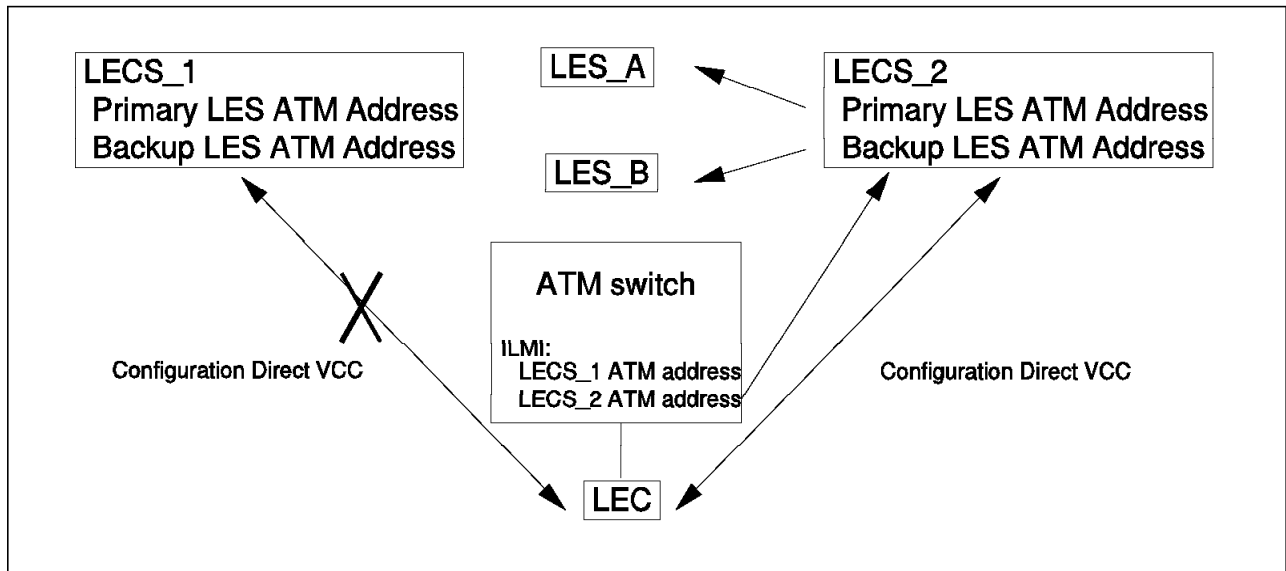 LECS_1
Primary LES ATM Address
Backup LES ATM Address
LES_A
LES_B
LECS_2
Primary LES ATM Address
Backup LES ATM Address
ATM switch
ILMI:
LECS_1 ATM address
LECS_2 ATM address
Configuration Direct VCC
Configuration Direct VCC
LEC